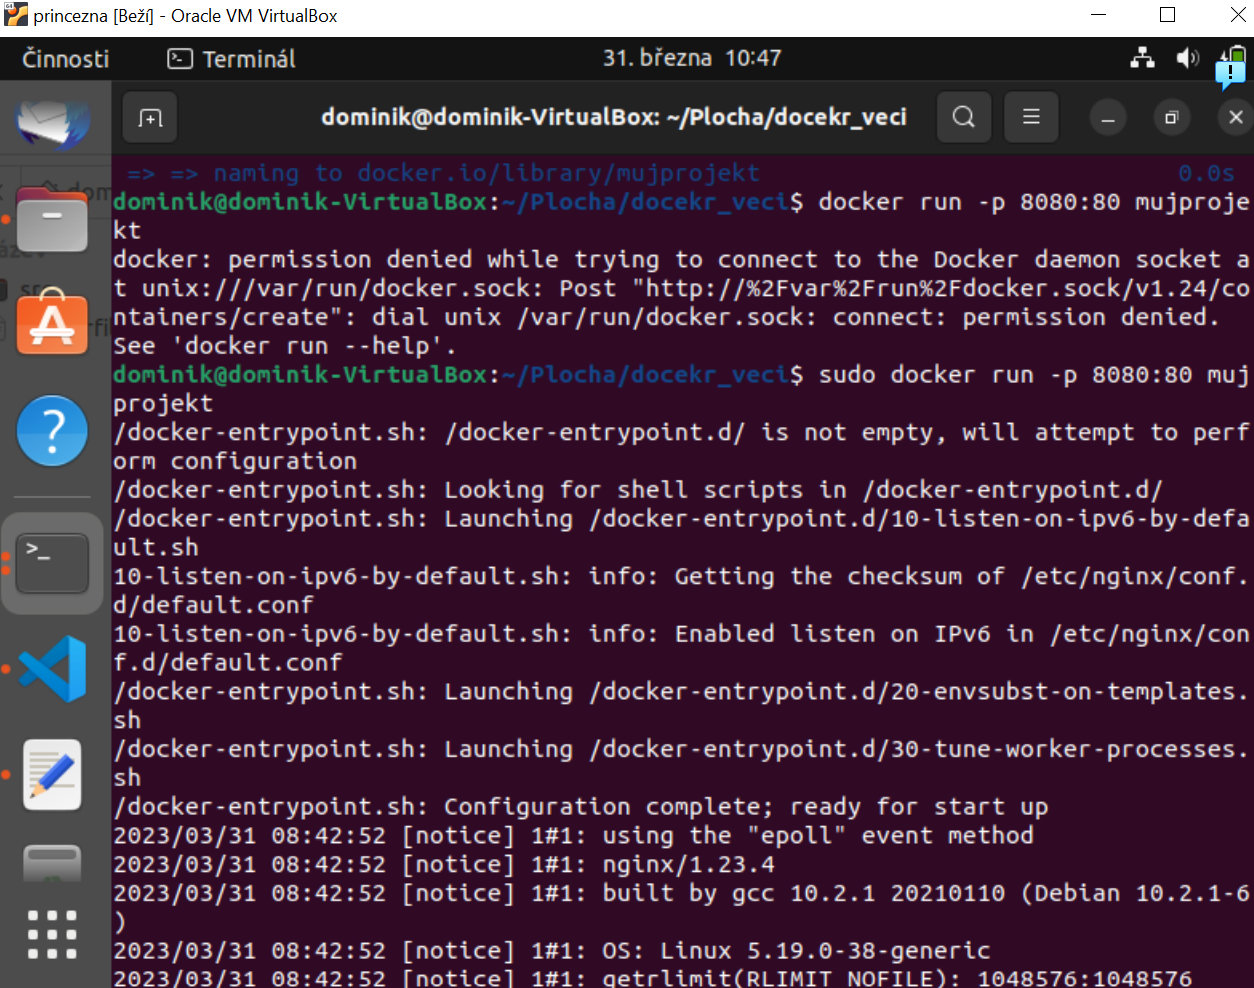 princezna [Beží] - Oracle VM VirtualBox
Činnosti
Terminál
31. března 10:47
dominik@dominik-VirtualBox: ~/Plocha/docekr_veci
=> => naming to docker.io/library/mujprojekt 0.0s
dominik@dominik-VirtualBox:~/Plocha/docekr_veci$ docker run -p 8080:80 mujproje
kt
docker: permission denied while trying to connect to the Docker daemon socket a
t unix:///var/run/docker.sock: Post "http://%2Fvar%2Frun%2Fdocker.sock/v1.24/co
ntainers/create": dial unix /var/run/docker.sock: connect: permission denied.
See 'docker run --help'.
dominik@dominik-VirtualBox:~/Plocha/docekr_veci$ sudo docker run -p 8080:80 muj
projekt
/docker-entrypoint.sh: /docker-entrypoint.d/ is not empty, will attempt to perf
orm configuration
/docker-entrypoint.sh: Looking for shell scripts in /docker-entrypoint.d/
/docker-entrypoint.sh: Launching /docker-entrypoint.d/10-listen-on-ipv6-by-defa
ult.sh
10-listen-on-ipv6-by-default.sh: info: Getting the checksum of /etc/nginx/conf.
d/default.conf
10-listen-on-ipv6-by-default.sh: info: Enabled listen on IPv6 in /etc/nginx/con
f.d/default.conf
/docker-entrypoint.sh: Launching /docker-entrypoint.d/20-envsubst-on-templates.
sh
/docker-entrypoint.sh: Launching /docker-entrypoint.d/30-tune-worker-processes.
sh
/docker-entrypoint.sh: Configuration complete; ready for start up
2023/03/31 08:42:52 [notice] 1#1: using the "epoll" event method
2023/03/31 08:42:52 [notice] 1#1: nginx/1.23.4
2023/03/31 08:42:52 [notice] 1#1: built by gcc 10.2.1 20210110 (Debian 10.2.1-6
)
2023/03/31 08:42:52 [notice] 1#1: OS: Linux 5.19.0-38-generic
2023/03/31 08:42:52 [notice] 1#1: getrlimit(RLIMIT_NOFILE): 1048576:1048576